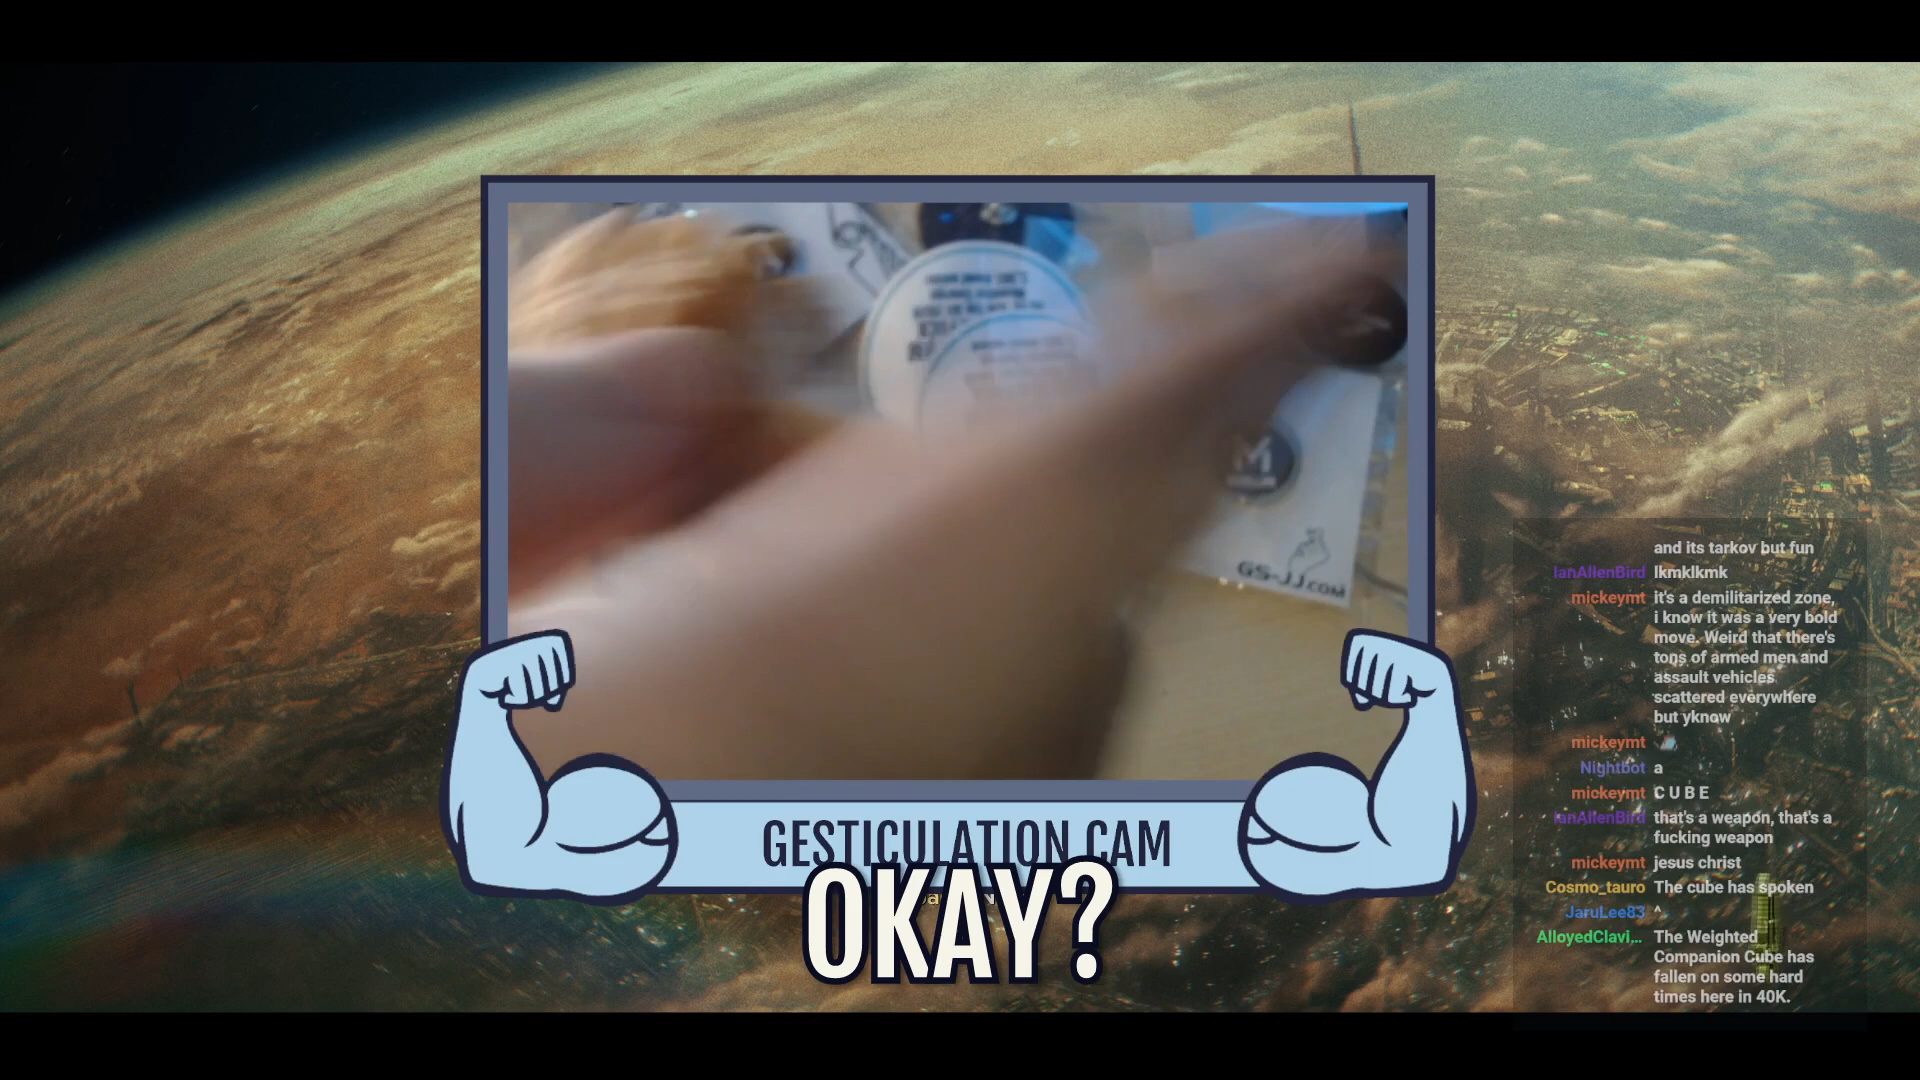 M
GS-JJ.COM
GESTICULATION CAM
OKAY?
and its tarkov but fun
IanAllenBird lkmklkmk
mickeymt it's a demilitarized zone,
i know it was a very bold
move. Weird that there's
tons of armed men and
assault vehicles
scattered everywhere
but yknow
mickeymt
Nightbot a
mickeymt C U B E
IanAllenBird that's a weapon, that's a
fucking weapon
mickeymt jesus christ
Cosmo_tauro The cube has spoken
JaruLee83 ^
AlloyedClavi... The Weighted
Companion Cube has
fallen on some hard
times here in 40K.